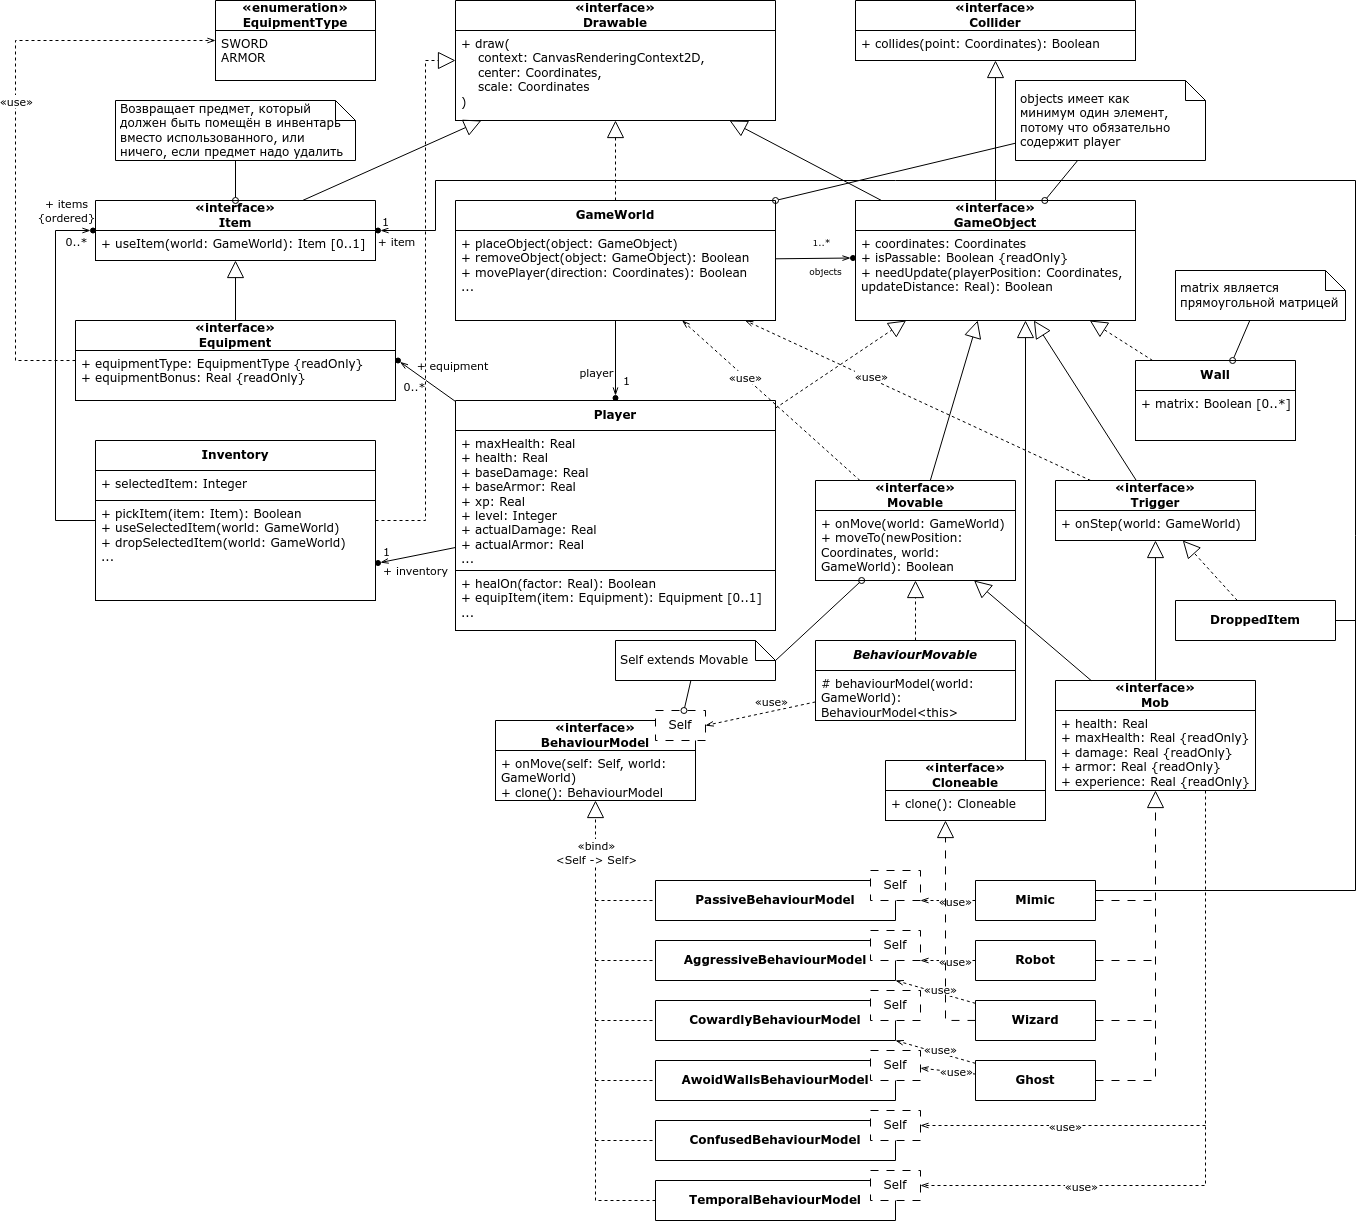 «enumeration»
EquipmentType
SWORD
ARMOR
«interface»
Drawable
+ draw(
context: CanvasRenderingContext2D,
center: Coordinates,
scale: Coordinates
)
«interface»
Collider
+ collides(point: Coordinates): Boolean
«use»
Возвращает предмет, который
должен быть помещён в инвентарь
вместо использованного, или
ничего, если предмет надо удалить
objects имеет как
минимум один элемент,
потому что обязательно
содержит player
+ items
{ordered}
0..*
«interface»
Item
+ useItem(world: GameWorld): Item [0..1]
1
+ item
GameWorld
+ placeObject(object: GameObject)
+ removeObject(object: GameObject): Boolean
+ movePlayer(direction: Coordinates): Boolean
...
1..*
objects
«interface»
GameObject
+ coordinates: Coordinates
+ isPassable: Boolean {readOnly}
+ needUpdate(playerPosition: Coordinates,
updateDistance: Real): Boolean
matrix является
прямоугольной матрицей
«interface»
Equipment
+ equipmentType: EquipmentType {readOnly}
+ equipmentBonus: Real {readOnly}
+ equipment
0..*
player
1
«use»
«use»
Wall
+ matrix: Boolean [0..*]
Player
+ maxHealth: Real
+ health: Real
+ baseDamage: Real
+ baseArmor: Real
+ xp: Real
+ level: Integer
+ actualDamage: Real
+ actualArmor: Real
...
+ healOn(factor: Real): Boolean
+ equipItem(item: Equipment): Equipment [0..1]
...
Inventory
+ selectedItem: Integer
+ pickItem(item: Item): Boolean
+ useSelectedItem(world: GameWorld)
+ dropSelectedItem(world: GameWorld)
...
1
+ inventory
«interface»
Movable
+ onMove(world: GameWorld)
+ moveTo(newPosition:
Coordinates, world:
GameWorld): Boolean
«interface»
Trigger
+ onStep(world: GameWorld)
DroppedItem
Self extends Movable
BehaviourMovable
# behaviourModel(world:
GameWorld):
BehaviourModel<this>
«use»
Self
«interface»
BehaviourModel
+ onMove(self: Self, world:
GameWorld)
+ clone(): BehaviourModel
«interface»
Mob
+ health: Real
+ maxHealth: Real {readOnly}
+ damage: Real {readOnly}
+ armor: Real {readOnly}
+ experience: Real {readOnly}
«interface»
Cloneable
+ clone(): Cloneable
«bind»
<Self -> Self>
Self
PassiveBehaviourModel
«use»
Mimic
Self
AggressiveBehaviourModel
«use»
Robot
«use»
Self
CowardlyBehaviourModel
Wizard
«use»
Self
AwoidWallsBehaviourModel
«use»
Ghost
Self
ConfusedBehaviourModel
«use»
Self
TemporalBehaviourModel
«use»